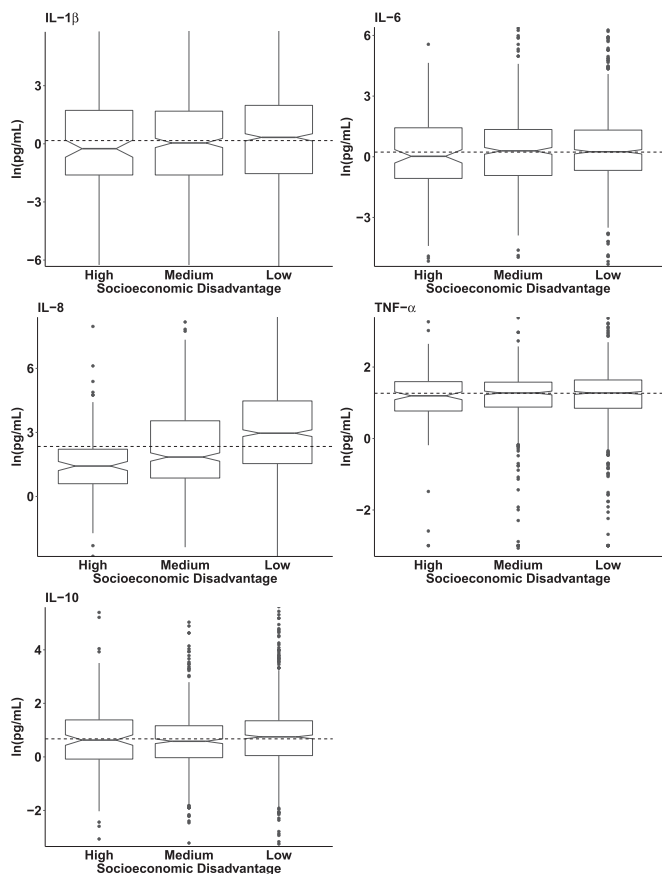 IL−1β
ln(pg/mL)
3
0
−3
−6
High Medium Low
Socioeconomic Disadvantage
IL−6
ln(pg/mL)
6
3
0
−3
High Medium Low
Socioeconomic Disadvantage
IL−8
ln(pg/mL)
6
3
0
High Medium Low
Socioeconomic Disadvantage
TNF−α
ln(pg/mL)
2
0
−2
High Medium Low
Socioeconomic Disadvantage
IL−10
ln(pg/mL)
4
2
0
−2
High Medium Low
Socioeconomic Disadvantage